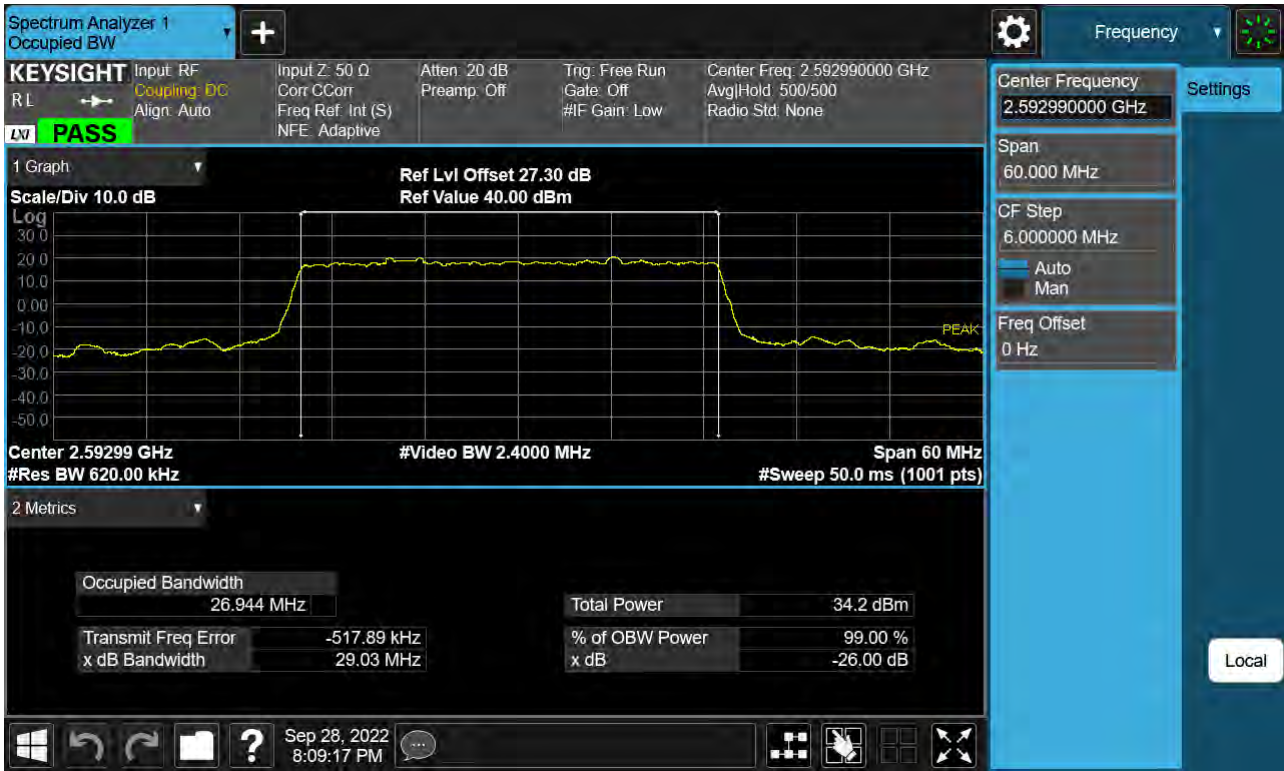 Spectrum Analyzer 1
Occupied BW
Frequency
KEYSIGHT
RL
LXI
PASS
Input: RF
Coupling: DC
Align: Auto
Input Z: 50 Ω
Corr CCorr
Freq Ref: Int (S)
NFE: Adaptive
Atten: 20 dB
Preamp: Off
Trig: Free Run
Gate: Off
#IF Gain: Low
Center Freq: 2.592990000 GHz
Avg|Hold: 500/500
Radio Std: None
Center Frequency
2.592990000 GHz
Settings
Span
60.000 MHz
CF Step
6.000000 MHz
Auto
Man
Freq Offset
0 Hz
Local
1 Graph
Scale/Div 10.0 dB
Ref Lvl Offset 27.30 dB
Ref Value 40.00 dBm
Log
30.0
20.0
10.0
0.00
-10.0
-20.0
-30.0
-40.0
-50.0
PEAK
Center 2.59299 GHz
#Video BW 2.4000 MHz
Span 60 MHz
#Res BW 620.00 kHz
#Sweep 50.0 ms (1001 pts)
2 Metrics
Occupied Bandwidth
26.944 MHz
Total Power 34.2 dBm
Transmit Freq Error -517.89 kHz
% of OBW Power 99.00 %
x dB Bandwidth 29.03 MHz
x dB -26.00 dB
?
Sep 28, 2022
8:09:17 PM